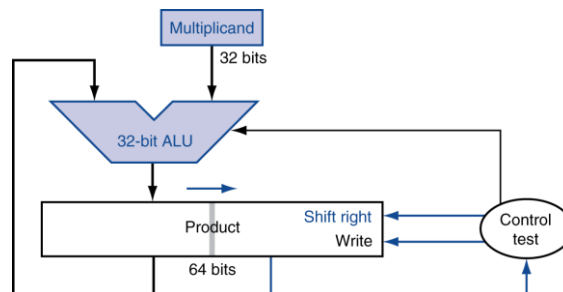 Multiplicand
32 bits
32-bit ALU
Product
Shift right
Write
64 bits
Control
test